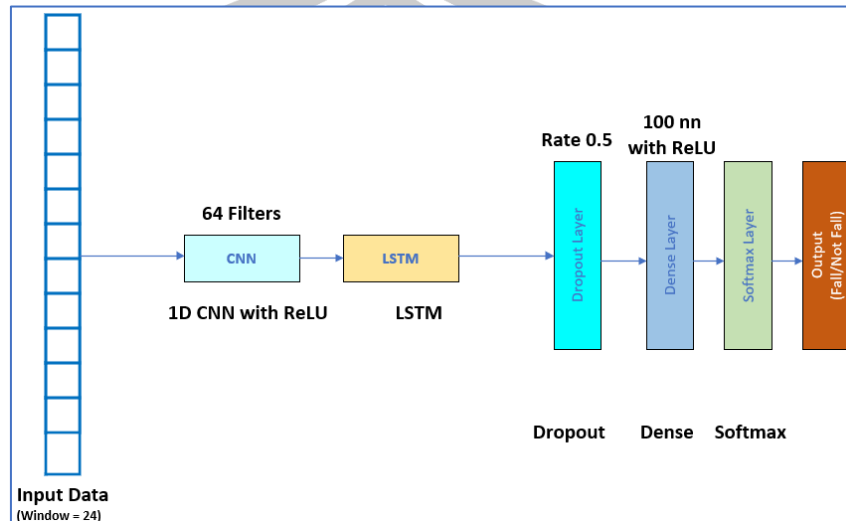 100 nn
Rate 0.5
with ReLU
64 Filters
CNN
LSTM
Dropout Layer
Dense Layer
Softmax Layer
Output
(Fall/Not Fall)
1D CNN with ReLU
LSTM
Dropout
Dense
Softmax
Input Data
(Window = 24)